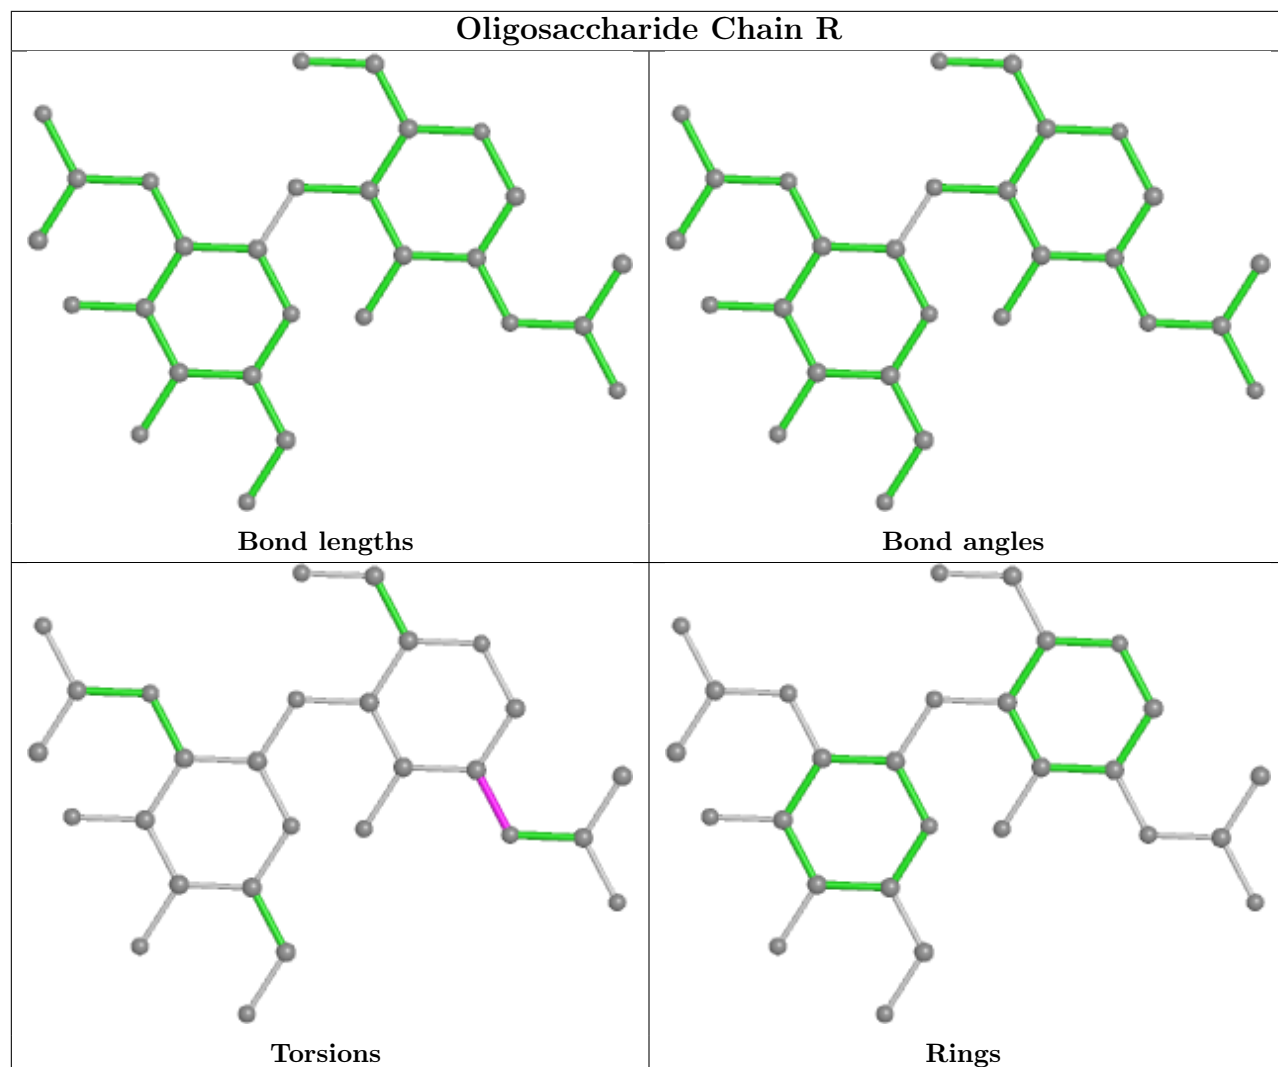 Oligosaccharide Chain R
Bond lengths
Bond angles
Torsions
Rings